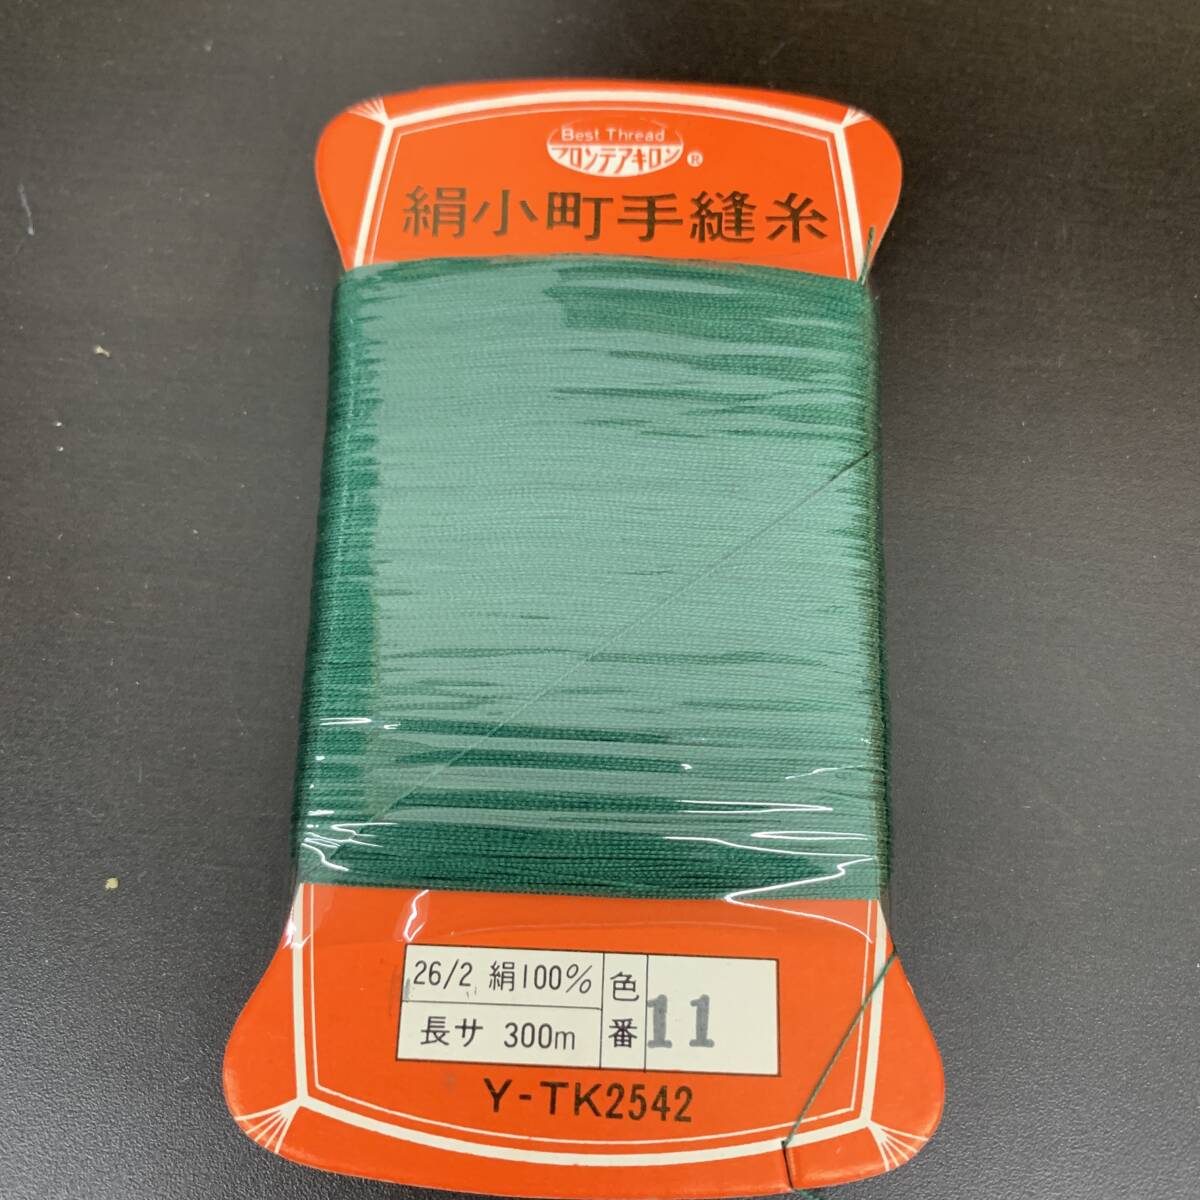 Best Thread
フロンテアキロン®
絹小町手縫糸
26/2 絹100%
長サ 300m
色番 11
Y-TK2542